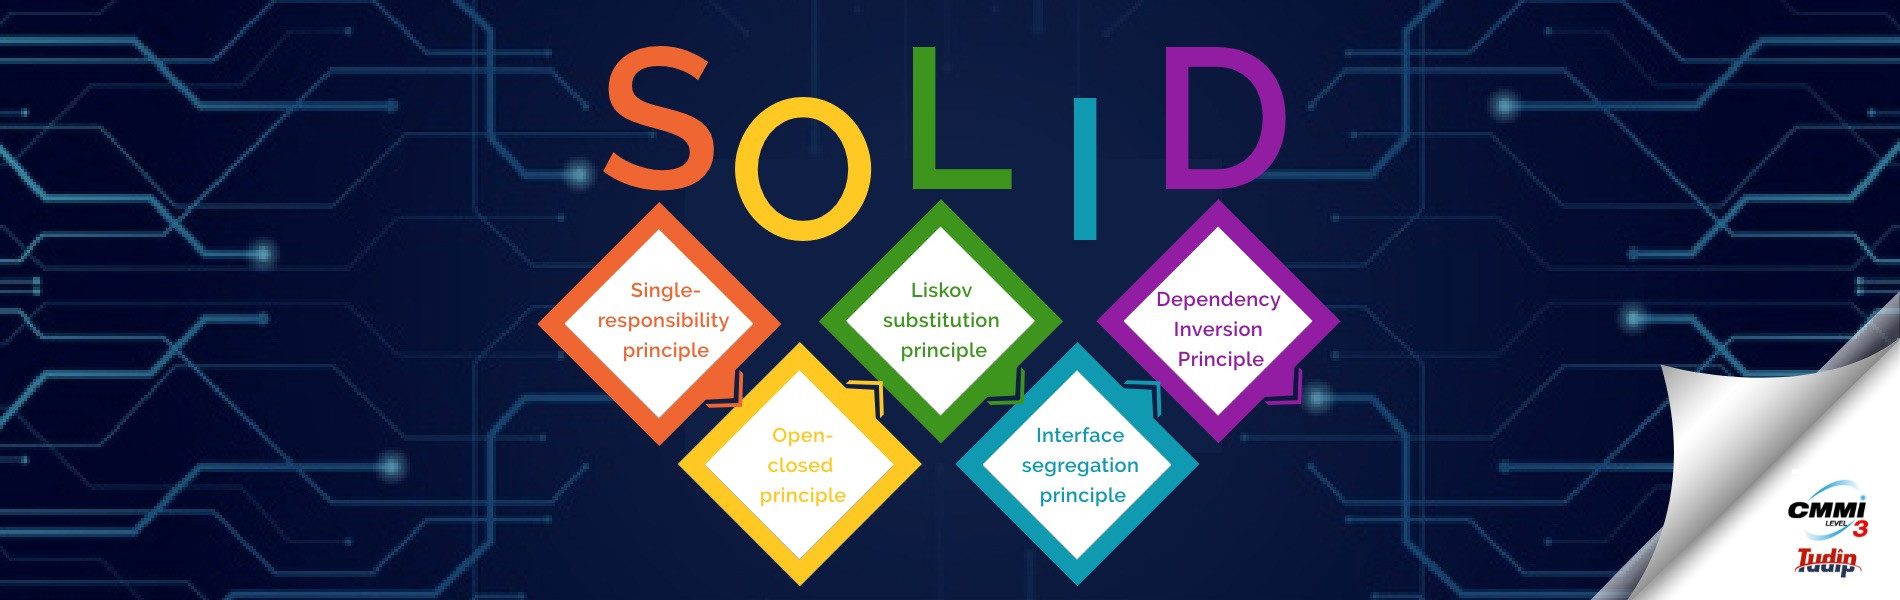 SOLID
Single-
responsibility
principle
Open-
closed
principle
Liskov
substitution
principle
Interface
segregation
principle
Dependency
Inversion
Principle
CMMi
LEVEL 3
Tudip